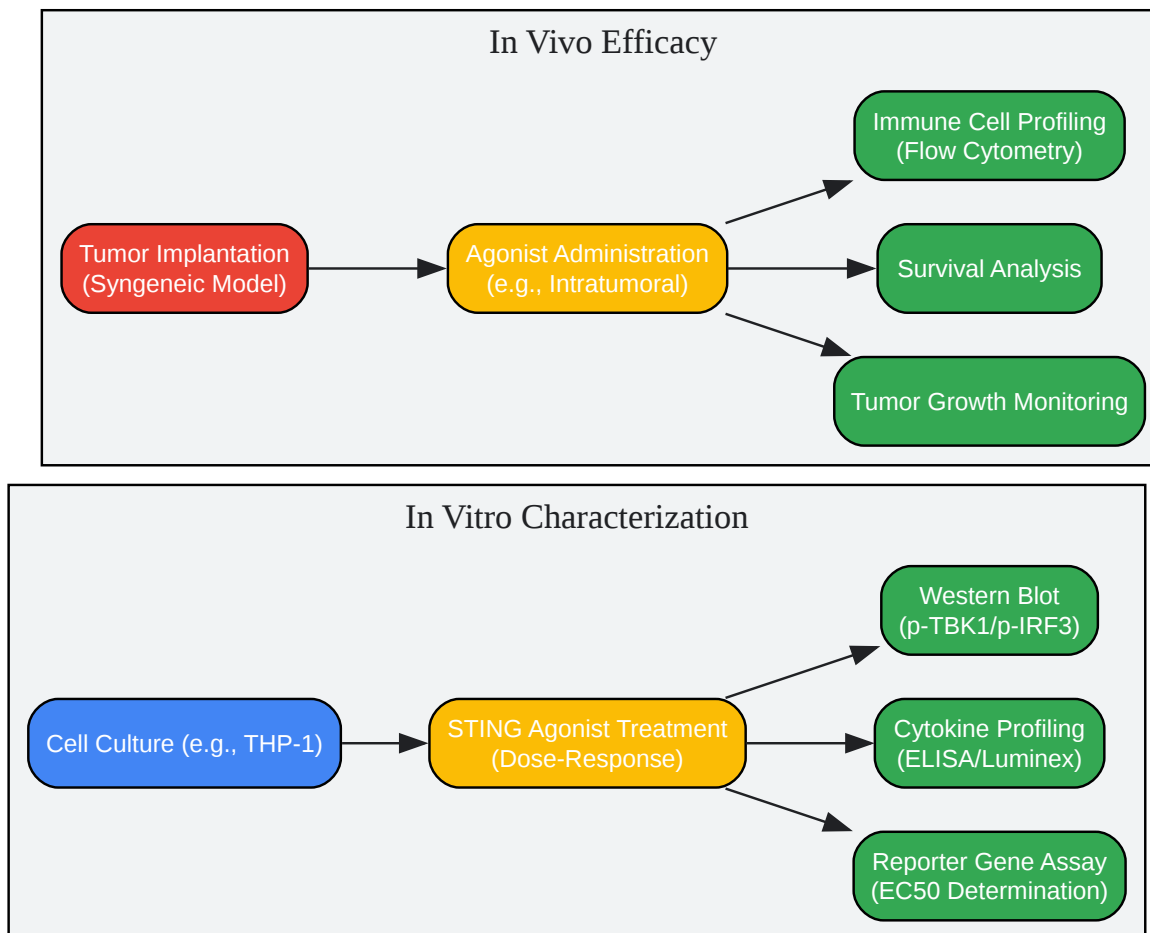 In Vivo Efficacy
Immune Cell Profiling
(Flow Cytometry)
Tumor Implantation
(Syngeneic Model)
Agonist Administration
(e.g., Intratumoral)
Survival Analysis
Tumor Growth Monitoring
In Vitro Characterization
Western Blot
(p-TBK1/p-IRF3)
Cell Culture (e.g., THP-1)
STING Agonist Treatment
(Dose-Response)
Cytokine Profiling
(ELISA/Luminex)
Reporter Gene Assay
(EC50 Determination)